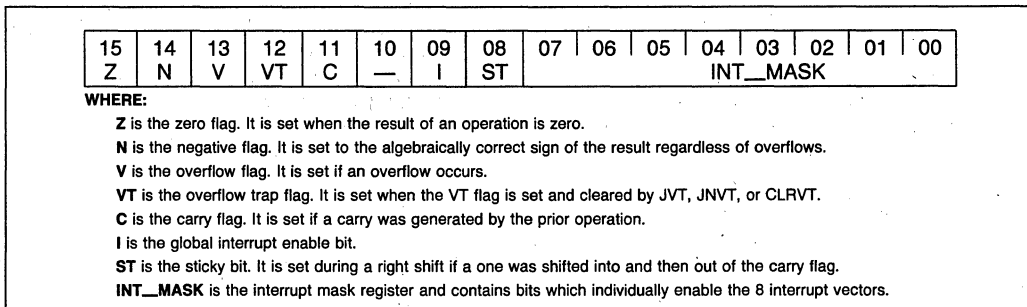 15 14 13 12 11 10 09 08 07 06 05 04 03 02 01 00
Z N V VT C — I ST INT__MASK
WHERE:
Z is the zero flag. It is set when the result of an operation is zero.
N is the negative flag. It is set to the algebraically correct sign of the result regardless of overflows.
V is the overflow flag. It is set if an overflow occurs.
VT is the overflow trap flag. It is set when the VT flag is set and cleared by JVT, JNVT, or CLRVT.
C is the carry flag. It is set if a carry was generated by the prior operation.
I is the global interrupt enable bit.
ST is the sticky bit. It is set during a right shift if a one was shifted into and then out of the carry flag.
INT__MASK is the interrupt mask register and contains bits which individually enable the 8 interrupt vectors.